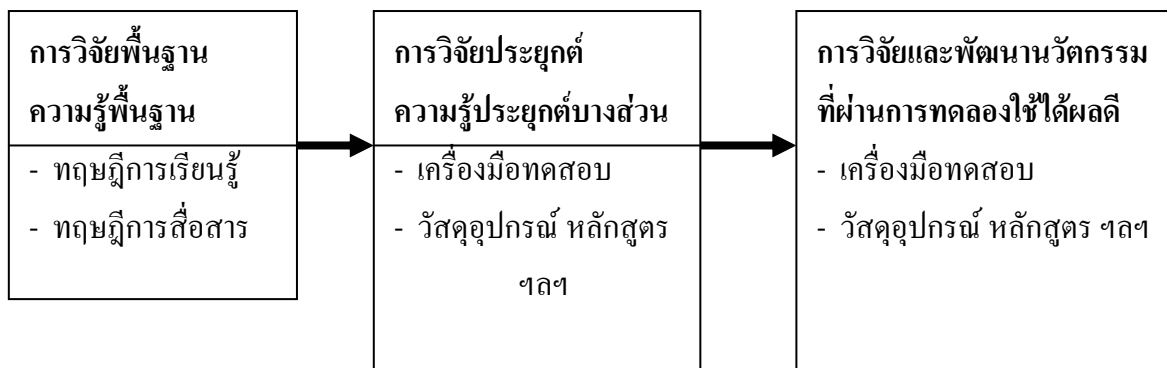 การวิจัยพื้นฐาน
ความรู้พื้นฐาน
- ทฤษฎีการเรียนรู้
- ทฤษฎีการสื่อสาร
การวิจัยประยุกต์
ความรู้ประยุกต์บางส่วน
- เครื่องมือทดสอบ
- วัสดุอุปกรณ์ หลักสูตร
ฯลฯ
การวิจัยและพัฒนานวัตกรรม
ที่ผ่านการทดลองใช้ได้ผลดี
- เครื่องมือทดสอบ
- วัสดุอุปกรณ์ หลักสูตร ฯลฯ